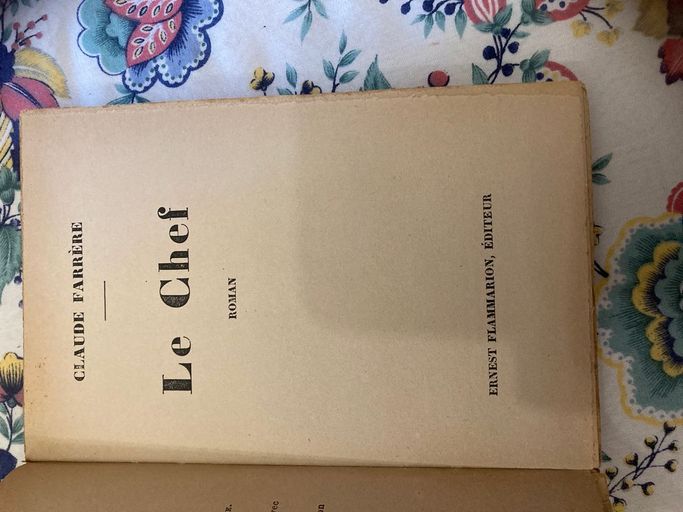 CLAUDE FARRÈRE
Le Chef
ROMAN
ERNEST FLAMMARION, ÉDITEUR